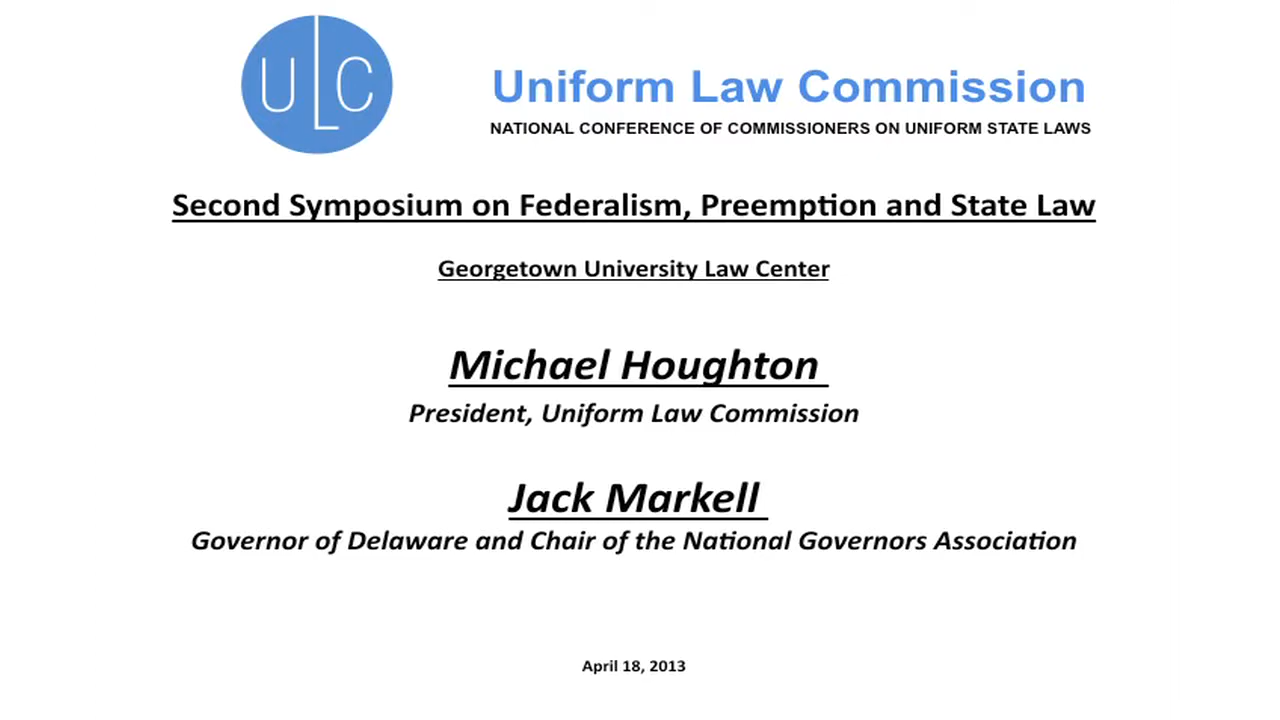 ULC
Uniform Law Commission
NATIONAL CONFERENCE OF COMMISSIONERS ON UNIFORM STATE LAWS
Second Symposium on Federalism, Preemption and State Law
Georgetown University Law Center
Michael Houghton
President, Uniform Law Commission
Jack Markell
Governor of Delaware and Chair of the National Governors Association
April 18, 2013